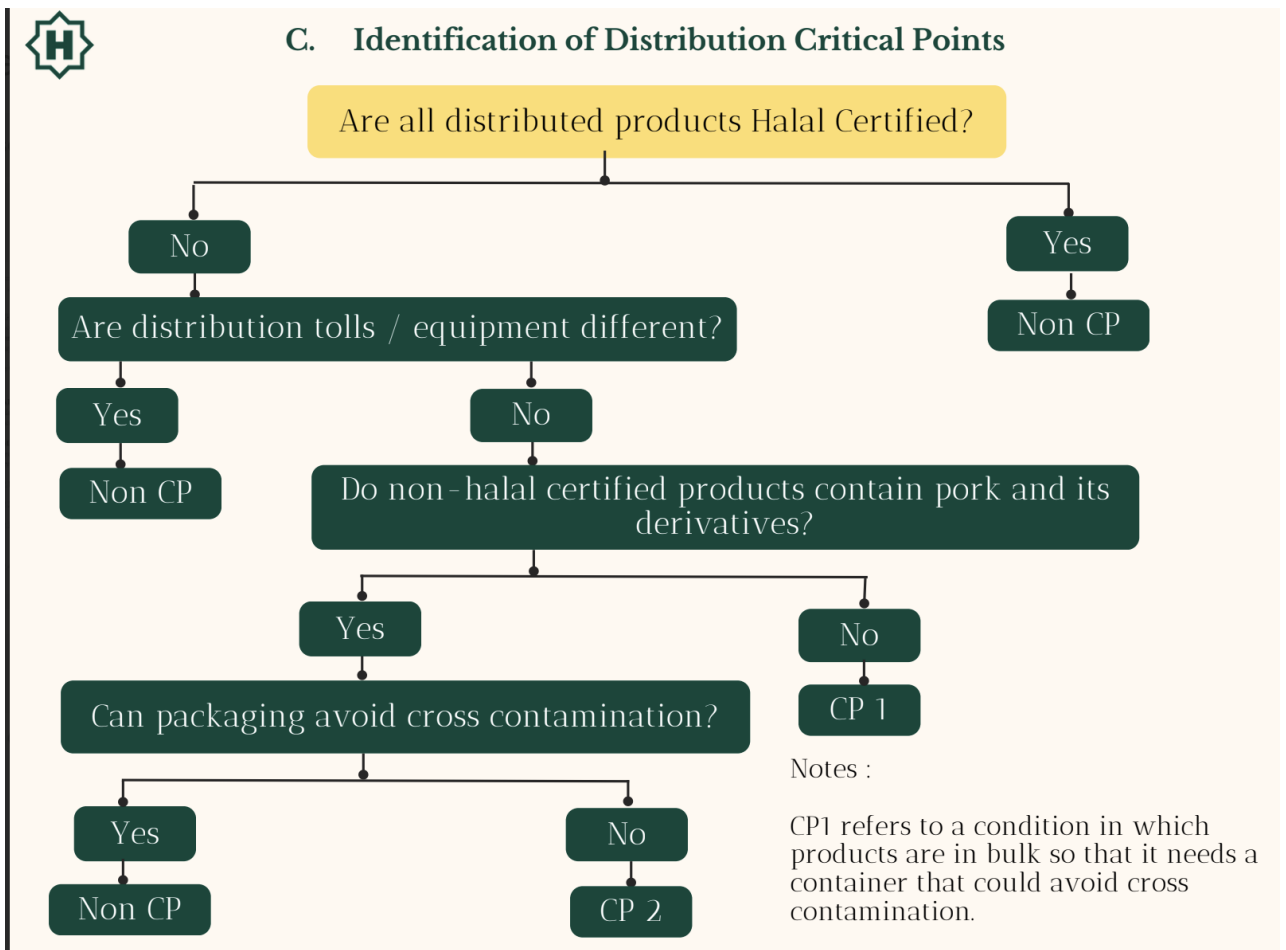 H
C. Identification of Distribution Critical Points
Are all distributed products Halal Certified?
No
Yes
Are distribution tolls / equipment different?
Non CP
Yes
No
Non CP
Do non-halal certified products contain pork and its
derivatives?
Yes
No
Can packaging avoid cross contamination?
CP 1
Yes
No
Non CP
CP 2
Notes :
CP1 refers to a condition in which
products are in bulk so that it needs a
container that could avoid cross
contamination.